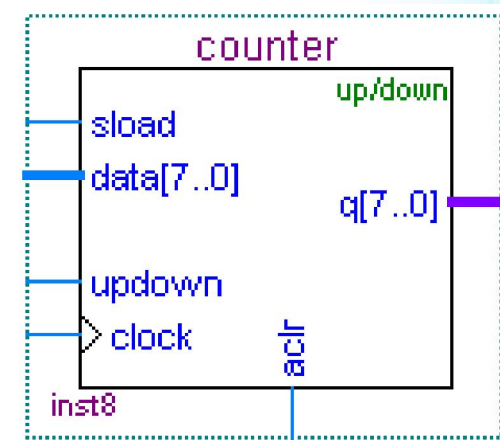 counter
up/down
sload
data[7..0]
q[7..0]
updown
clock
aclr
inst8